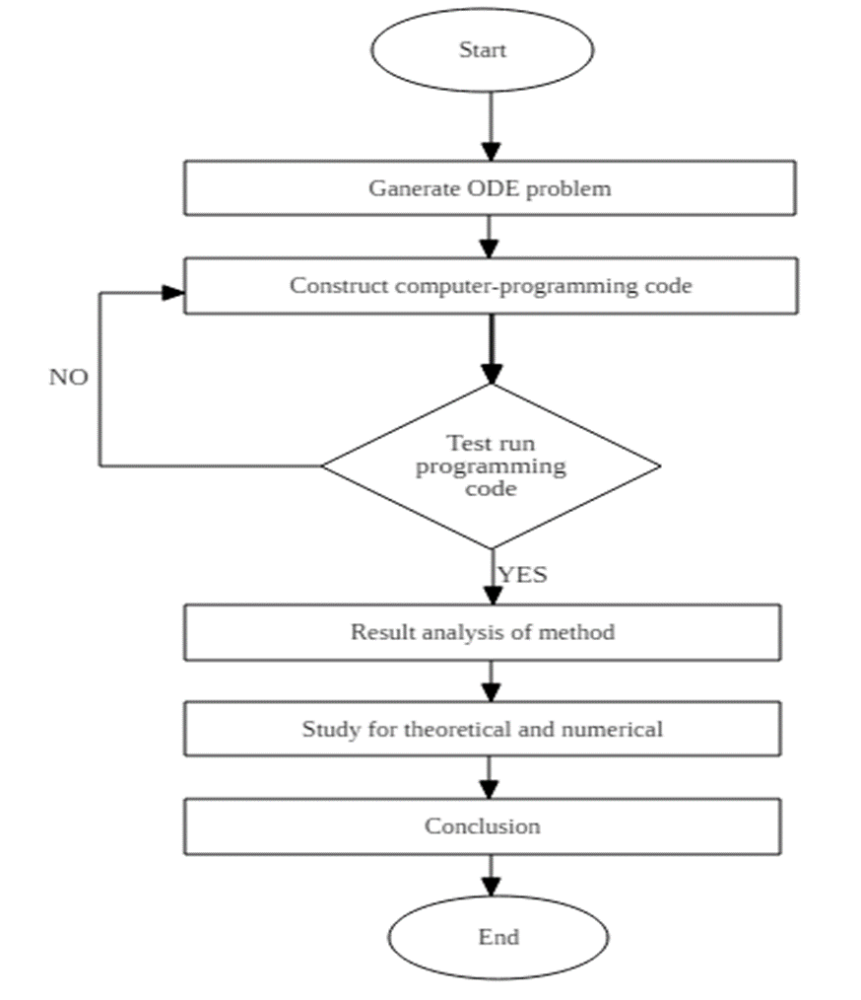 Start
Ganerate ODE problem
Construct computer-programming code
NO
Test run
programming
code
YES
Result analysis of method
Study for theoretical and numerical
Conclusion
End